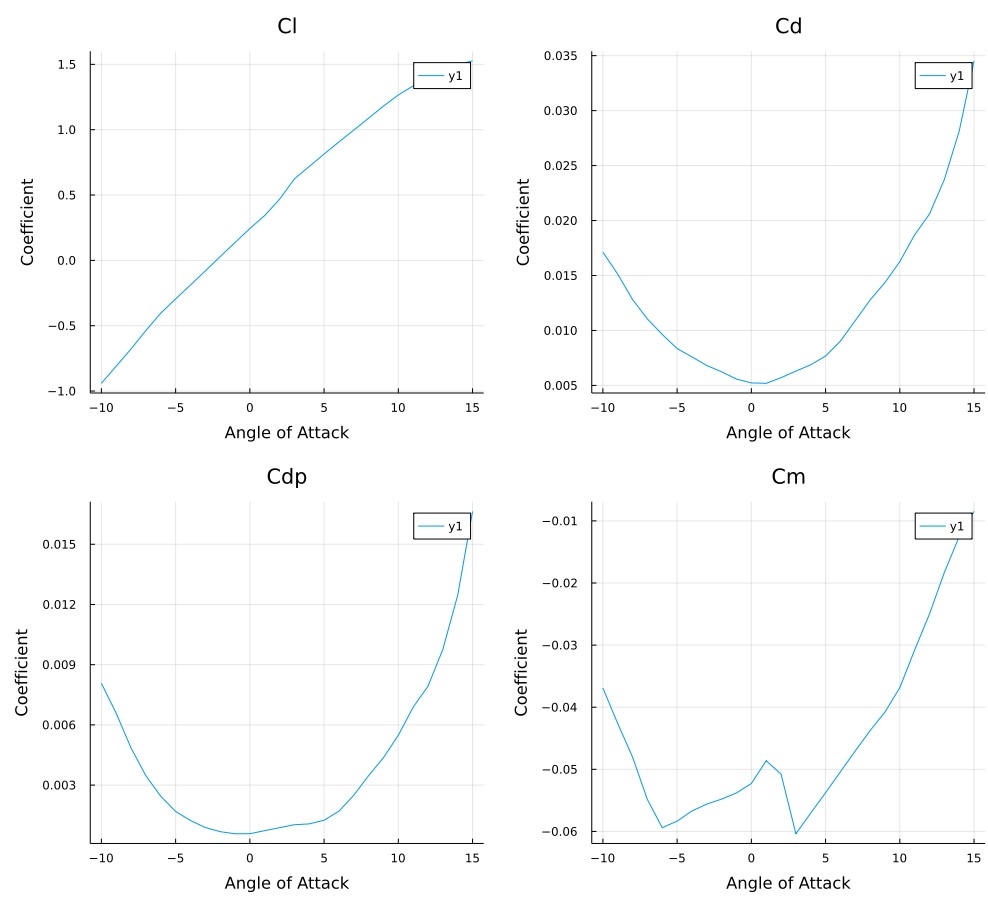 Cl
y1
1.5
1.0
0.5
0.0
−0.5
−1.0
Coefficient
−10 −5 0 5 10 15
Angle of Attack
Cd
y1
0.035
0.030
0.025
0.020
0.015
0.010
0.005
Coefficient
−10 −5 0 5 10 15
Angle of Attack
Cdp
y1
0.015
0.012
0.009
0.006
0.003
Coefficient
−10 −5 0 5 10 15
Angle of Attack
Cm
y1
−0.01
−0.02
−0.03
−0.04
−0.05
−0.06
Coefficient
−10 −5 0 5 10 15
Angle of Attack